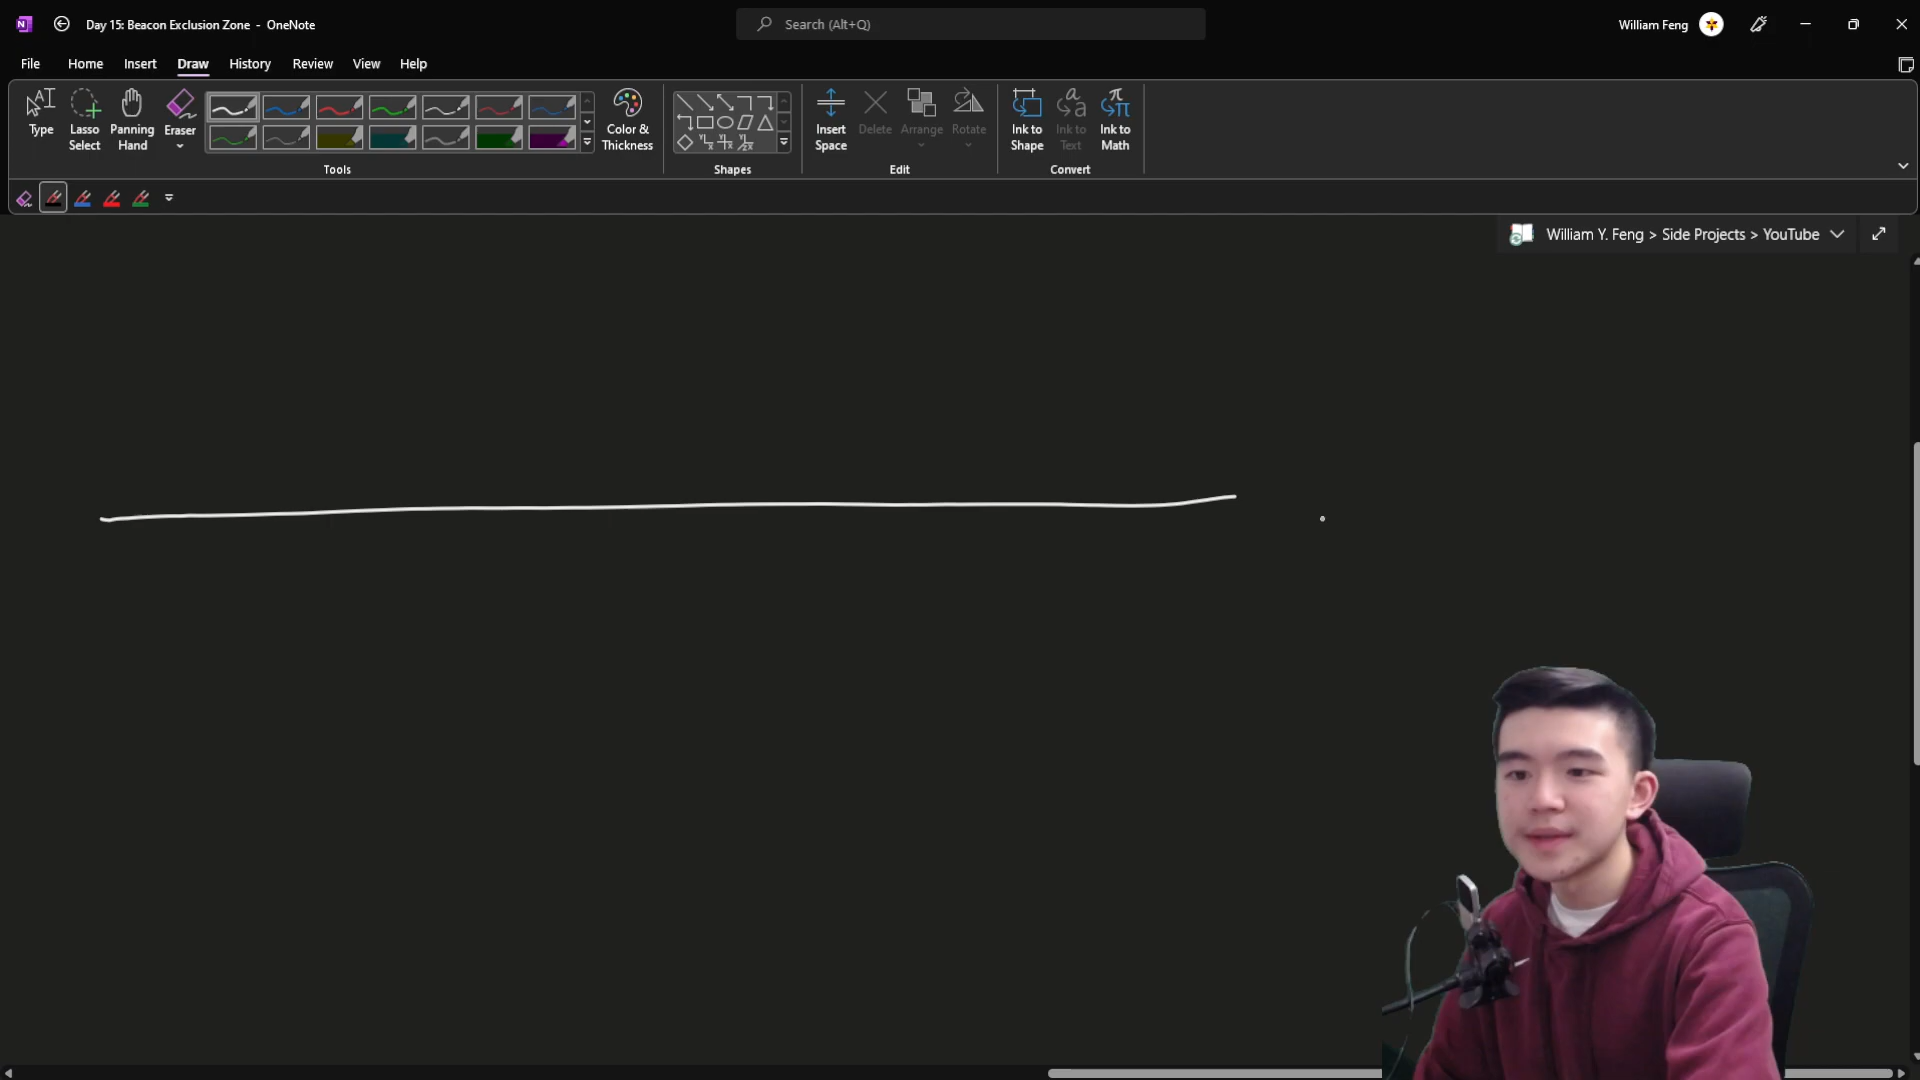 Day 15: Beacon Exclusion Zone - OneNote
Search (Alt+Q)
William Feng
File Home Insert Draw History Review View Help
Type
Lasso Select
Panning Hand
Eraser
Color & Thickness
Insert Space
Delete
Arrange
Rotate
Ink to Shape
Ink to Text
Ink to Math
Tools
Shapes
Edit
Convert
William Y. Feng > Side Projects > YouTube